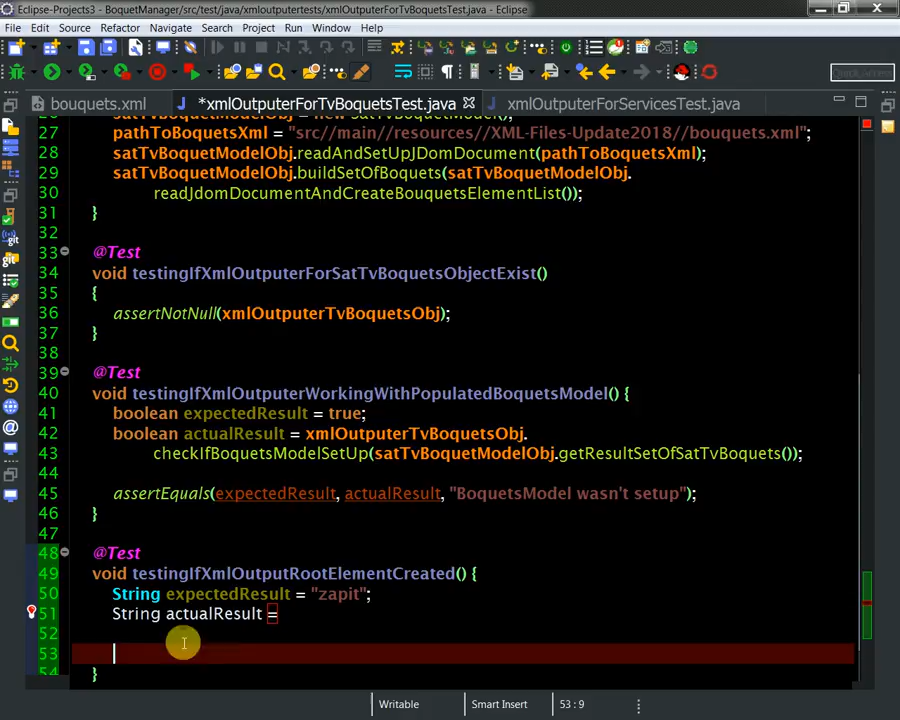 Eclipse-Projects3 - BoquetManager/src/test/java/xmloutputertests/xmlOutputerForTvBoquetsTest.java - Eclipse
File Edit Source Refactor Navigate Search Project Run Window Help
Quick Access
bouquets.xml *xmlOutputerForTvBoquetsTest.java xmlOutputerForServicesTest.java
27 pathToBoquetsXml = "src//main//resources//XML-Files-Update2018//bouquets.xml";
28 satTvBoquetModelObj.readAndSetUpJDomDocument(pathToBoquetsXml);
29 satTvBoquetModelObj.buildSetOfBoquets(satTvBoquetModelObj.
30 readJdomDocumentAndCreateBouquetsElementList());
31 }
32
33 @Test
34 void testingIfXmlOutputerForSatTvBoquetsObjectExist()
35 {
36 assertNotNull(xmlOutputerTvBoquetsObj);
37 }
38
39 @Test
40 void testingIfXmlOutputerWorkingWithPopulatedBoquetsModel() {
41 boolean expectedResult = true;
42 boolean actualResult = xmlOutputerTvBoquetsObj.
43 checkIfBoquetsModelSetUp(satTvBoquetModelObj.getResultSetOfSatTvBoquets());
44
45 assertEquals(expectedResult, actualResult, "BoquetsModel wasn't setup");
46 }
47
48 @Test
49 void testingIfXmlOutputRootElementCreated() {
50 String expectedResult = "zapit";
51 String actualResult =
52
53
54 }
Writable Smart Insert 53 : 9